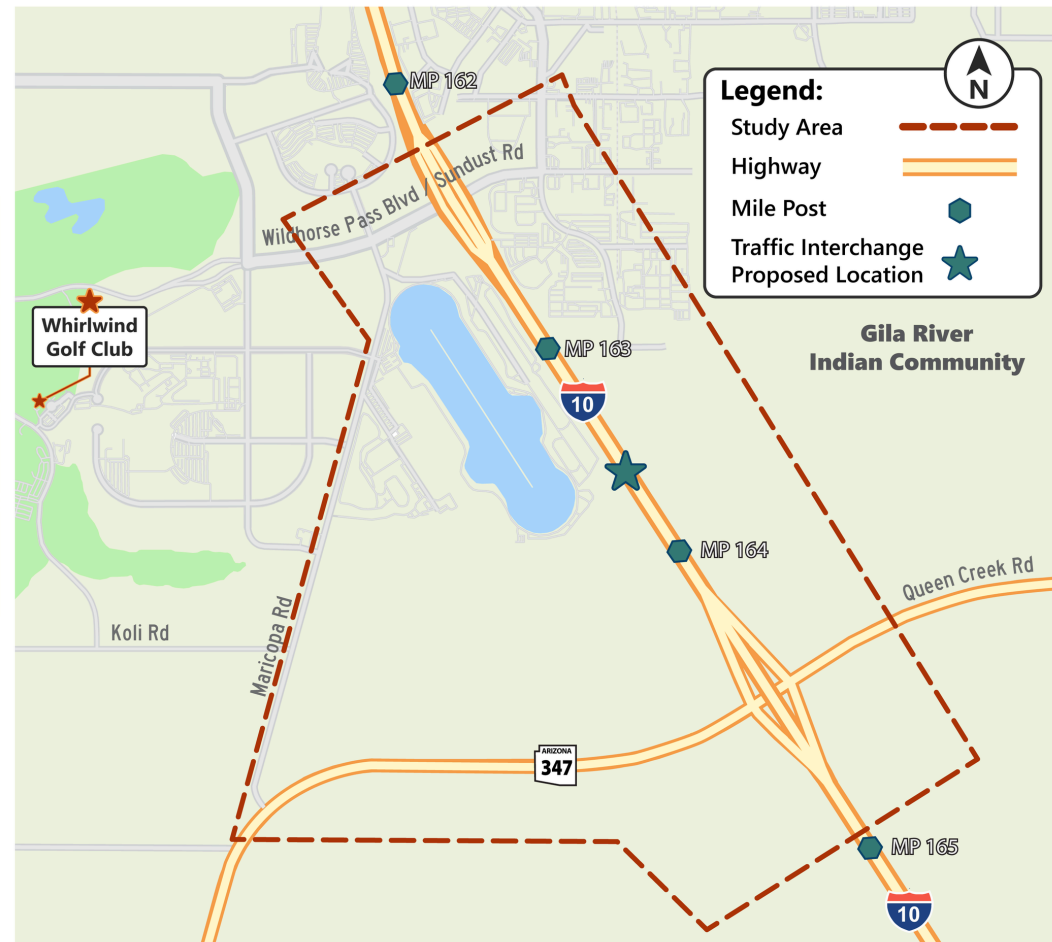 MP 162
N
Legend:
Study Area
Highway
Mile Post
Traffic Interchange
Proposed Location
Wildhorse Pass Blvd / Sundust Rd
Whirlwind
Golf Club
MP 163
Gila River
Indian Community
10
MP 164
Queen Creek Rd
Koli Rd
Maricopa Rd
ARIZONA
347
MP 165
10